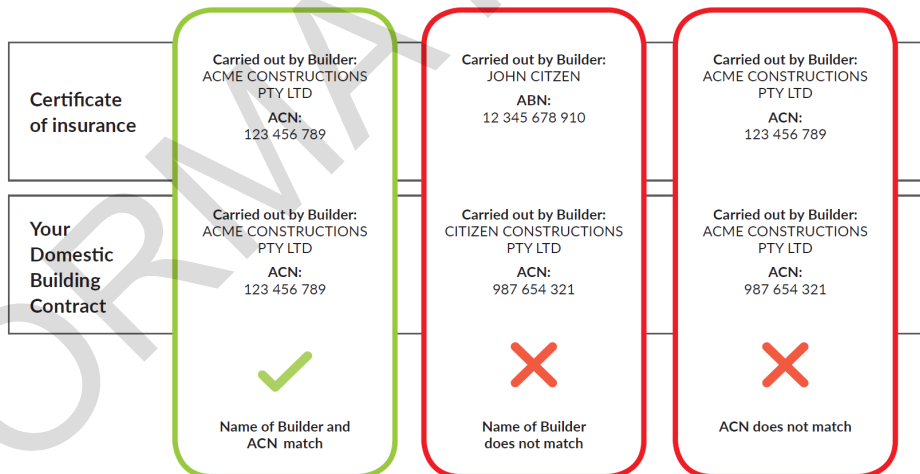 Certificate
of insurance
Carried out by Builder:
ACME CONSTRUCTIONS
PTY LTD
ACN:
123 456 789
Carried out by Builder:
JOHN CITZEN
ABN:
12 345 678 910
Carried out by Builder:
ACME CONSTRUCTIONS
PTY LTD
ACN:
123 456 789
Your
Domestic
Building
Contract
Carried out by Builder:
ACME CONSTRUCTIONS
PTY LTD
ACN:
123 456 789
Carried out by Builder:
CITIZEN CONSTRUCTIONS
PTY LTD
ACN:
987 654 321
Carried out by Builder:
ACME CONSTRUCTIONS
PTY LTD
ACN:
987 654 321
Name of Builder and
ACN match
Name of Builder
does not match
ACN does not match
ORMA